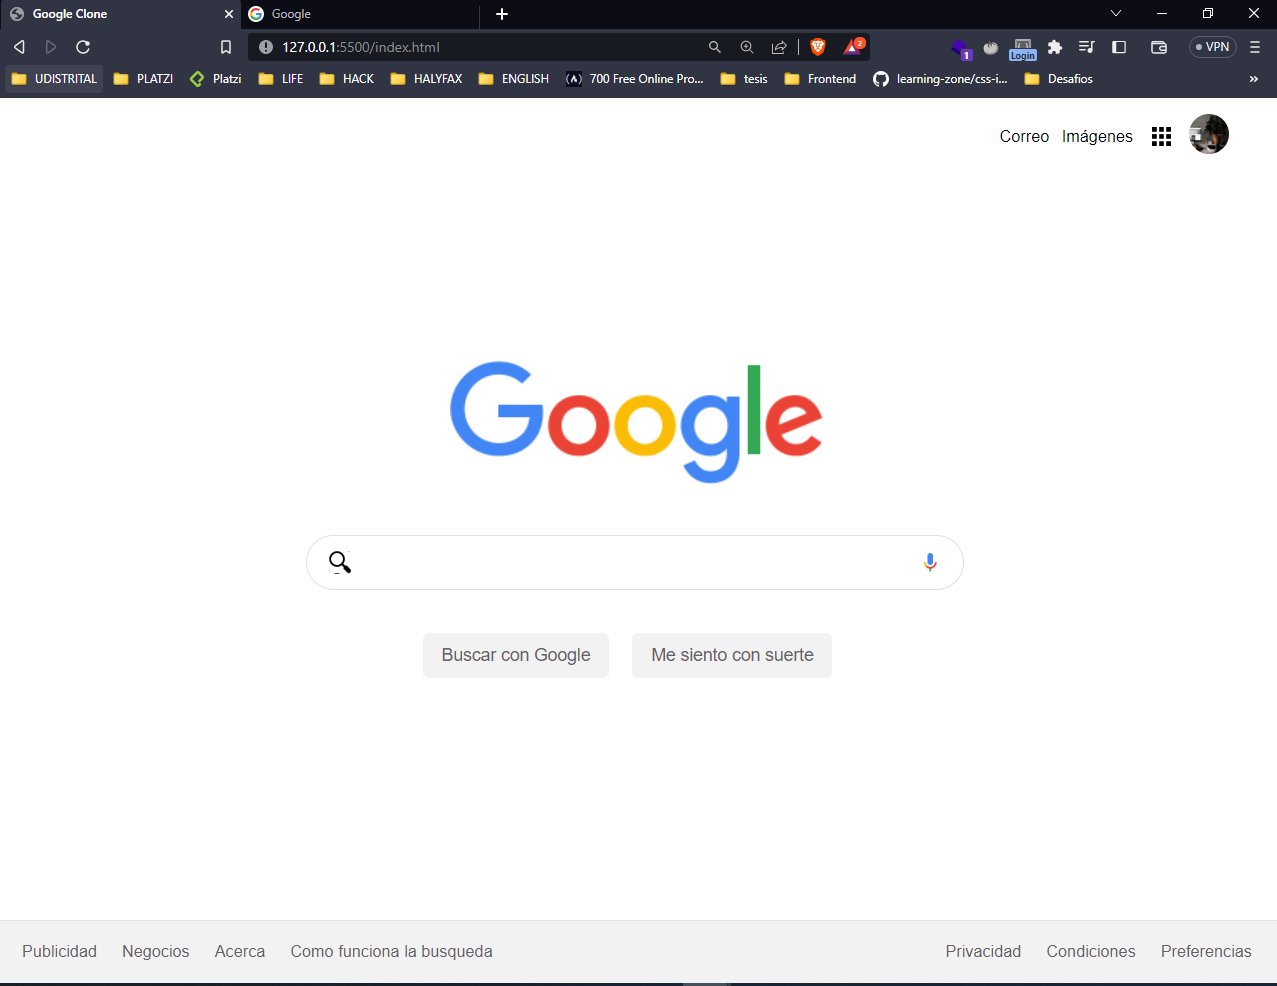 Google Clone
Google
127.0.0.1:5500/index.html
2
1
Login
VPN
UDISTRITAL
PLATZI
Platzi
LIFE
HACK
HALYFAX
ENGLISH
700 Free Online Pro...
tesis
Frontend
learning-zone/css-i...
Desafios
»
Correo Imágenes
Google
Buscar con Google
Me siento con suerte
Publicidad Negocios Acerca Como funciona la busqueda
Privacidad Condiciones Preferencias